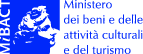 MiBACT
Ministero
dei beni e delle
attività culturali
e del turismo